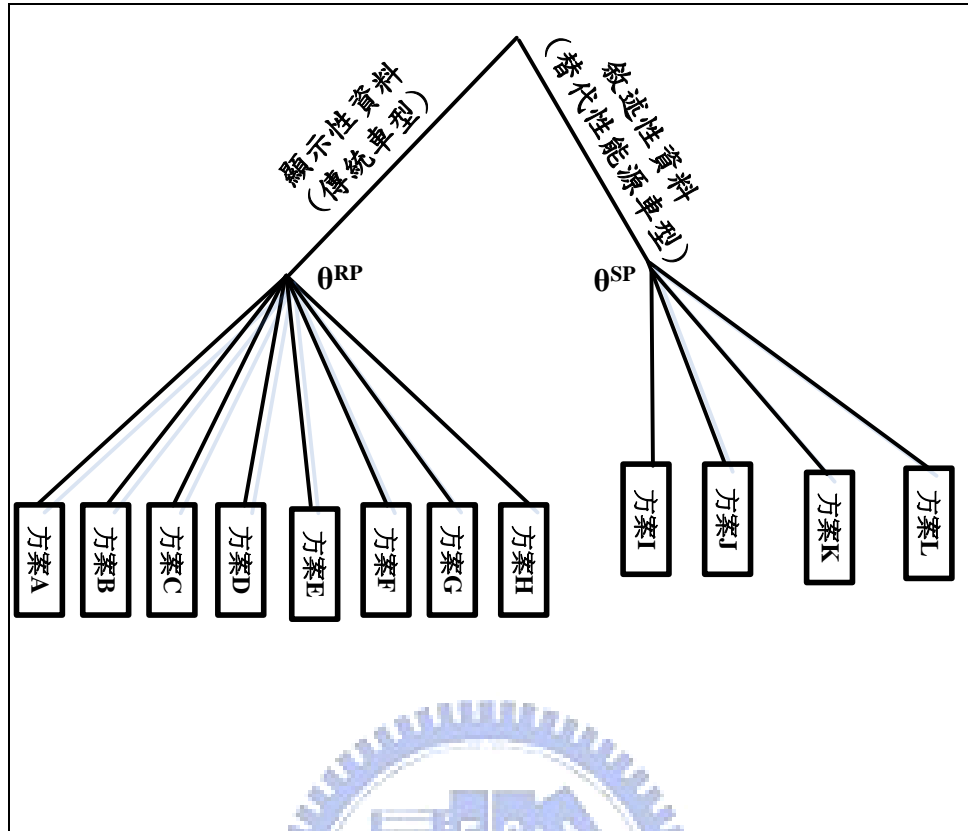 顯示性資料
(傳統車型)
敘述性資料
(替代性能源車型)
θRP
θSP
方案A
方案B
方案C
方案D
方案E
方案F
方案G
方案H
方案I
方案J
方案K
方案L